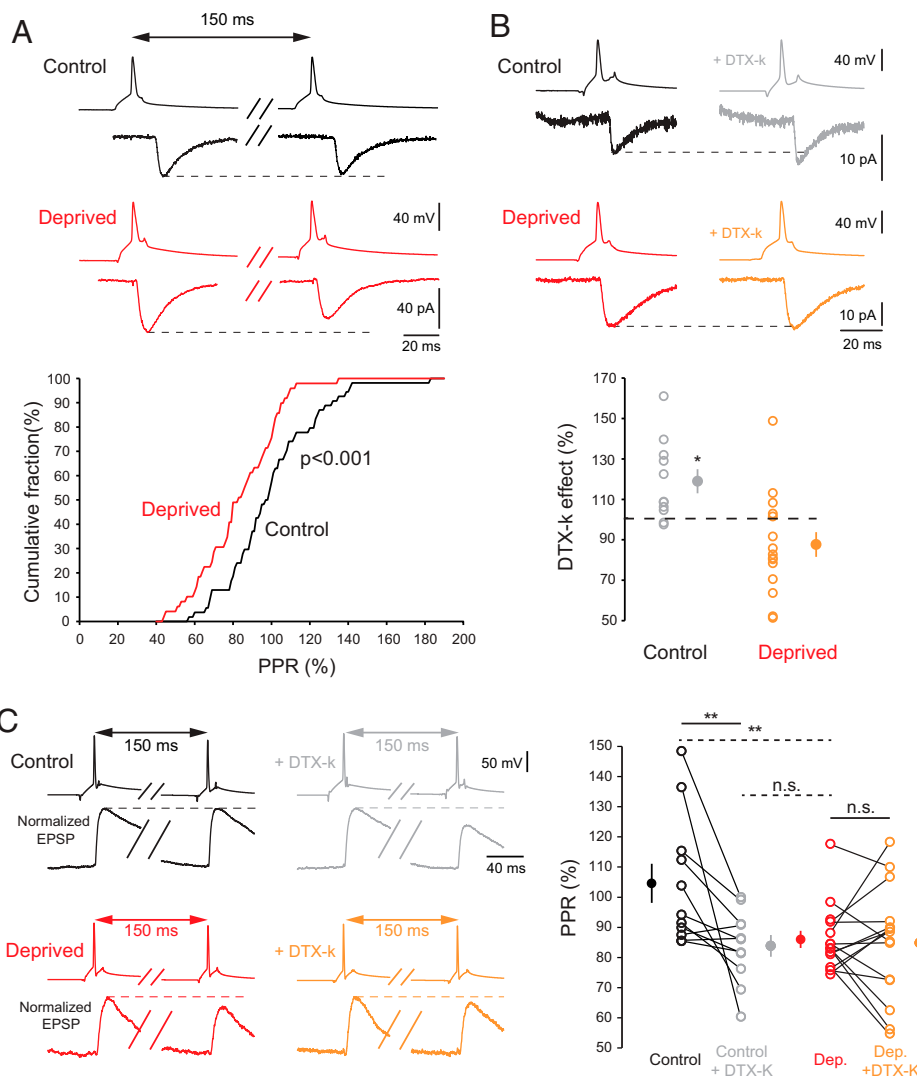 A
150 ms
Control
Deprived
40 mV
40 pA
20 ms
Cumulative fraction(%)
100
90
80
70
60
50
40
30
20
10
0
p<0.001
Deprived
Control
0 20 40 60 80 100 120 140 160 180 200
PPR (%)
B
Control
+ DTX-k
40 mV
10 pA
Deprived
+ DTX-k
40 mV
10 pA
20 ms
DTX-k effect (%)
170
150
130
110
90
70
50
*
Control Deprived
C
Control
150 ms
Normalized
EPSP
+ DTX-k
150 ms
50 mV
40 ms
Deprived
150 ms
Normalized
EPSP
+ DTX-k
150 ms
PPR (%)
150
140
130
120
110
100
90
80
70
60
50
**
**
n.s.
n.s.
Control
Control
+ DTX-K
Dep.
Dep.
+DTX-K